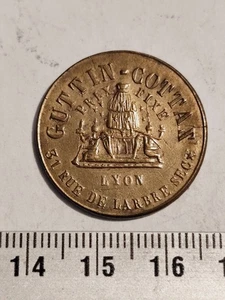 GUTTIN-COTTAN
PRIX FIXE
LYON
31 RUE DE L'ARBRE SEC
14 15 16